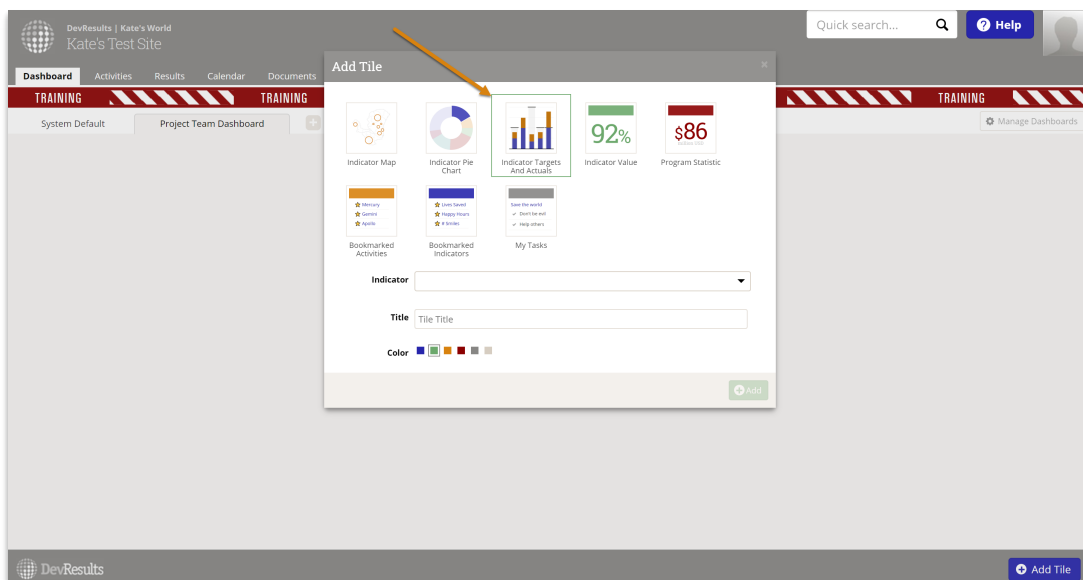 DevResults | Kate's World
Kate's Test Site
Quick search...
Help
Dashboard Activities Results Calendar Documents
TRAINING TRAINING TRAINING
System Default Project Team Dashboard Manage Dashboards
Add Tile
92%
$86
Indicator Map Indicator Pie Chart Indicator Targets And Actuals Indicator Value Program Statistic
Mercury
Gemini
Apollo
Lives Saved
Happy Hours
# Smiles
Save the world
Don't be evil
Help others
Bookmarked Activities Bookmarked Indicators My Tasks
Indicator
Title Tile Title
Color
Add
DevResults
Add Tile